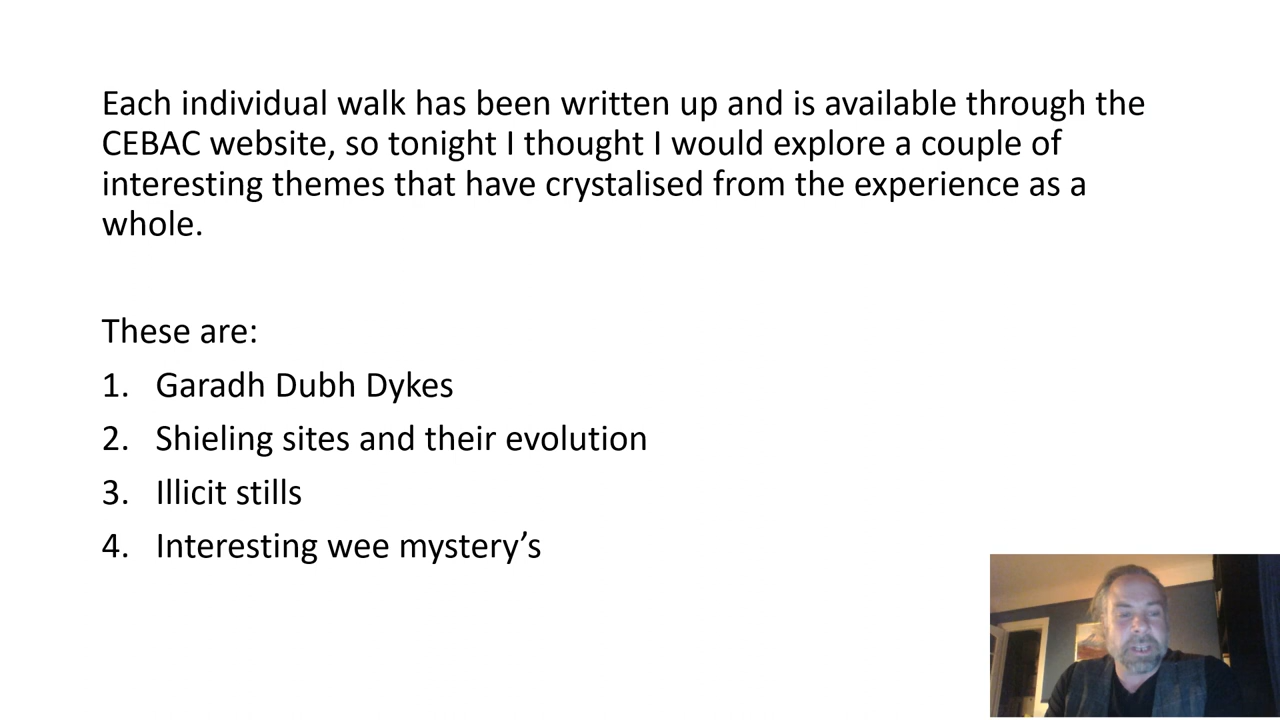 Each individual walk has been written up and is available through the
CEBAC website, so tonight I thought I would explore a couple of
interesting themes that have crystalised from the experience as a
whole.
These are:
1. Garadh Dubh Dykes
2. Shieling sites and their evolution
3. Illicit stills
4. Interesting wee mystery’s